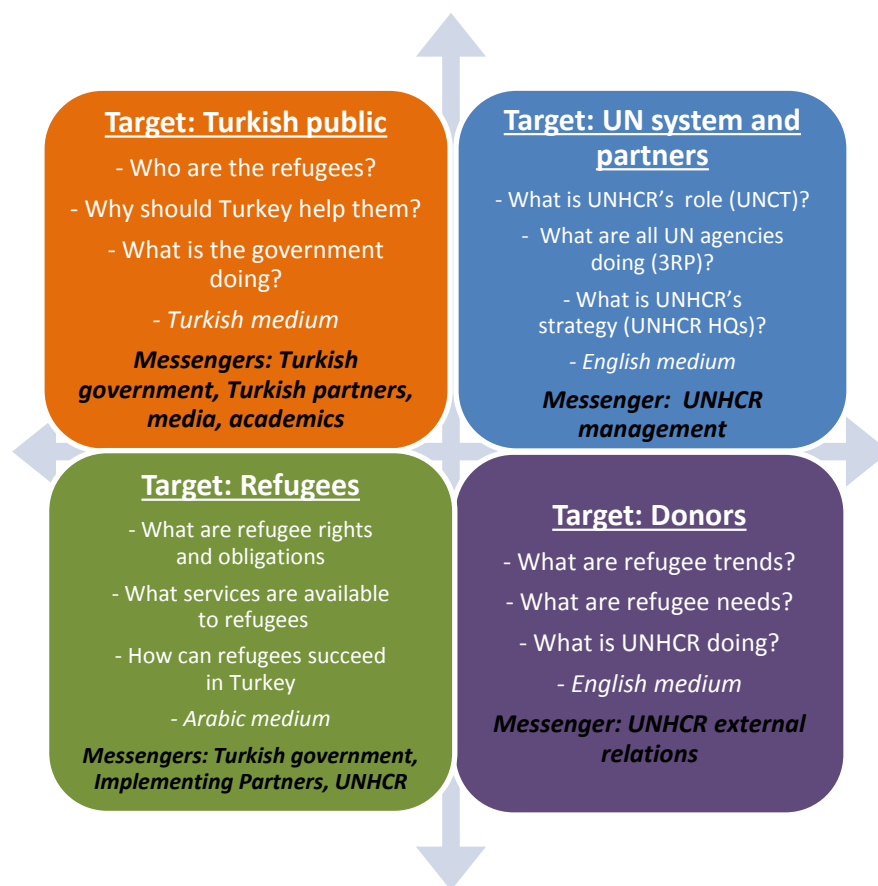 Target: Turkish public
- Who are the refugees?
- Why should Turkey help them?
- What is the government
doing?
- Turkish medium
Messengers: Turkish
government, Turkish partners,
media, academics
Target: UN system and
partners
- What is UNHCR's role (UNCT)?
- What are all UN agencies
doing (3RP)?
- What is UNHCR's
strategy (UNHCR HQs)?
- English medium
Messenger: UNHCR
management
Target: Refugees
- What are refugee rights
and obligations
- What services are available
to refugees
- How can refugees succeed
in Turkey
- Arabic medium
Messengers: Turkish government,
Implementing Partners, UNHCR
Target: Donors
- What are refugee trends?
- What are refugee needs?
- What is UNHCR doing?
- English medium
Messenger: UNHCR external
relations